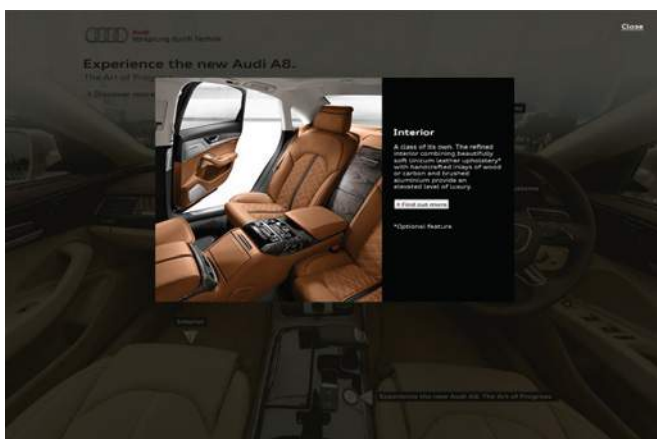 Close
Audi
Vorsprung durch Technik
Experience the new Audi A8.
The Art of Progress
Discover more
Interior
A class of its own. The refined
interior combining beautifully
soft Unicum leather upholstery*
with handcrafted inlays of wood
or carbon and brushed
aluminium provide an
elevated level of luxury.
Find out more
*Optional feature
Interior
Experience the new Audi A8. The Art of Progress